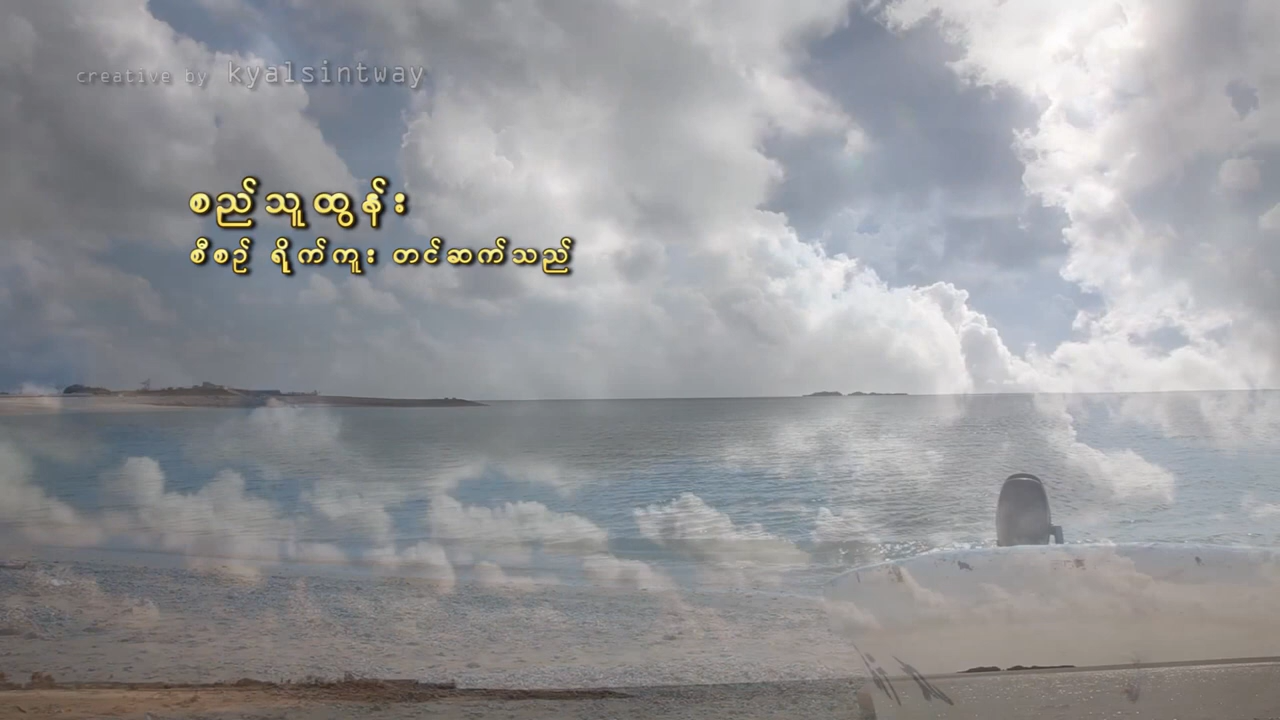 creative by kyalsintway
စည်သူထွန်း
စီစဉ် ရိုက်ကူး တင်ဆက်သည်